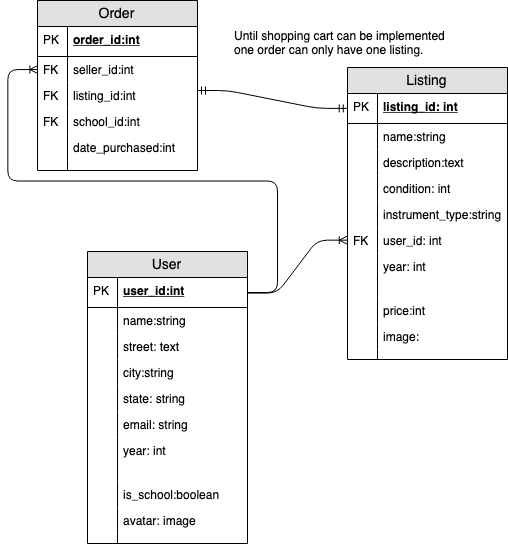 Order
PK order_id:int
FK seller_id:int
FK listing_id:int
FK school_id:int
date_purchased:int
Until shopping cart can be implemented
one order can only have one listing.
Listing
PK listing_id: int
name:string
description:text
condition: int
instrument_type:string
FK user_id: int
year: int
price:int
image:
User
PK user_id:int
name:string
street: text
city:string
state: string
email: string
year: int
is_school:boolean
avatar: image